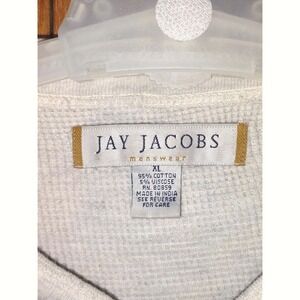 JAY JACOBS
menswear
XL
95% COTTON
5% VISCOSE
RN. 80859
MADE IN INDIA
SEE REVERSE
FOR CARE